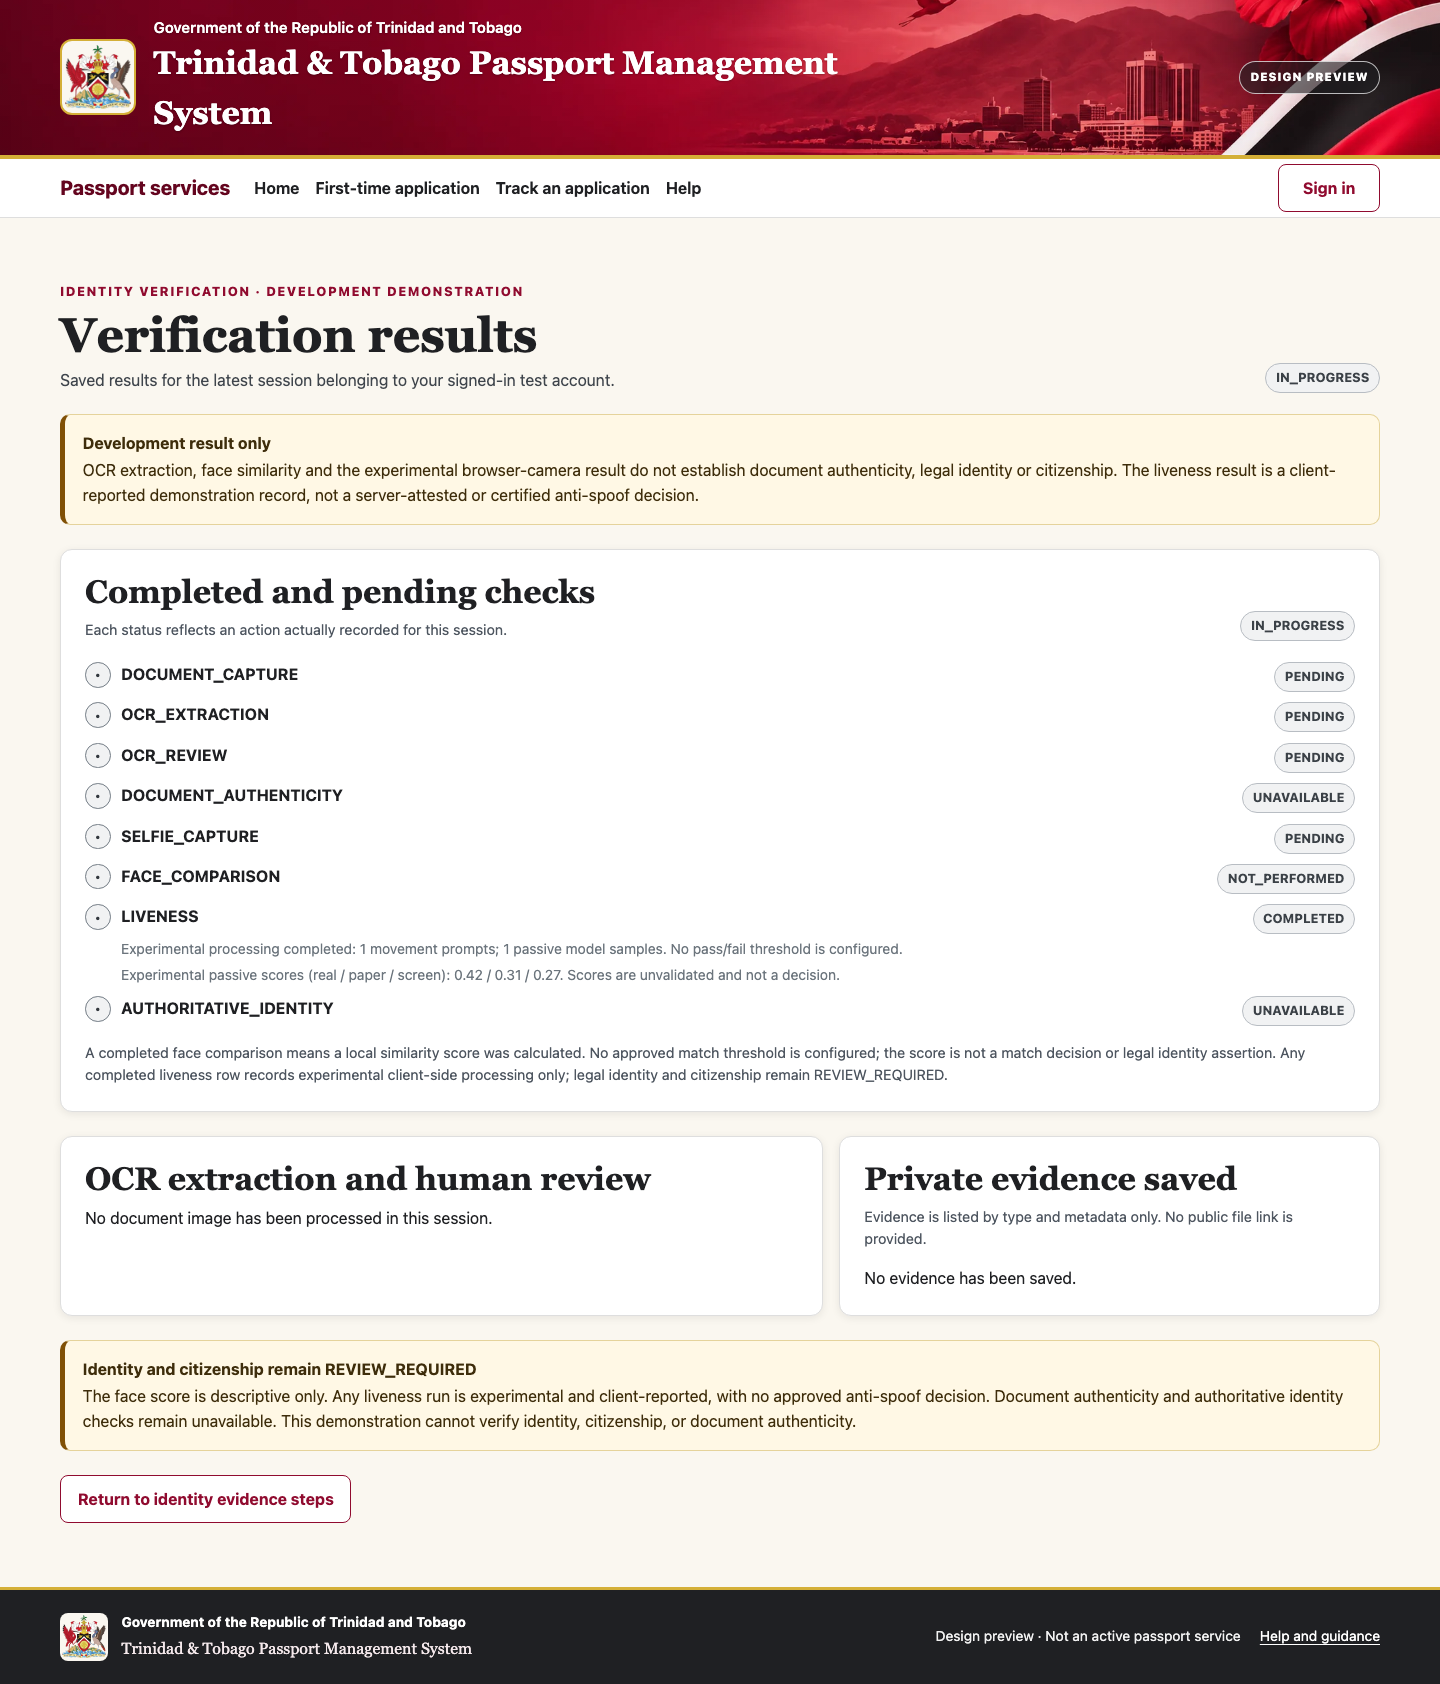 Government of the Republic of Trinidad and Tobago
Trinidad & Tobago Passport Management
System
DESIGN PREVIEW
Passport services
Home
First-time application
Track an application
Help
Sign in
IDENTITY VERIFICATION · DEVELOPMENT DEMONSTRATION
Verification results
Saved results for the latest session belonging to your signed-in test account.
IN_PROGRESS
Development result only
OCR extraction, face similarity and the experimental browser-camera result do not establish document authenticity, legal identity or citizenship. The liveness result is a client-
reported demonstration record, not a server-attested or certified anti-spoof decision.
Completed and pending checks
Each status reflects an action actually recorded for this session.
IN_PROGRESS
DOCUMENT_CAPTURE
PENDING
OCR_EXTRACTION
PENDING
OCR_REVIEW
PENDING
DOCUMENT_AUTHENTICITY
UNAVAILABLE
SELFIE_CAPTURE
PENDING
FACE_COMPARISON
NOT_PERFORMED
LIVENESS
COMPLETED
Experimental processing completed: 1 movement prompts; 1 passive model samples. No pass/fail threshold is configured.
Experimental passive scores (real / paper / screen): 0.42 / 0.31 / 0.27. Scores are unvalidated and not a decision.
AUTHORITATIVE_IDENTITY
UNAVAILABLE
A completed face comparison means a local similarity score was calculated. No approved match threshold is configured; the score is not a match decision or legal identity assertion. Any
completed liveness row records experimental client-side processing only; legal identity and citizenship remain REVIEW_REQUIRED.
OCR extraction and human review
No document image has been processed in this session.
Private evidence saved
Evidence is listed by type and metadata only. No public file link is
provided.
No evidence has been saved.
Identity and citizenship remain REVIEW_REQUIRED
The face score is descriptive only. Any liveness run is experimental and client-reported, with no approved anti-spoof decision. Document authenticity and authoritative identity
checks remain unavailable. This demonstration cannot verify identity, citizenship, or document authenticity.
Return to identity evidence steps
Government of the Republic of Trinidad and Tobago
Trinidad & Tobago Passport Management System
Design preview · Not an active passport service
Help and guidance